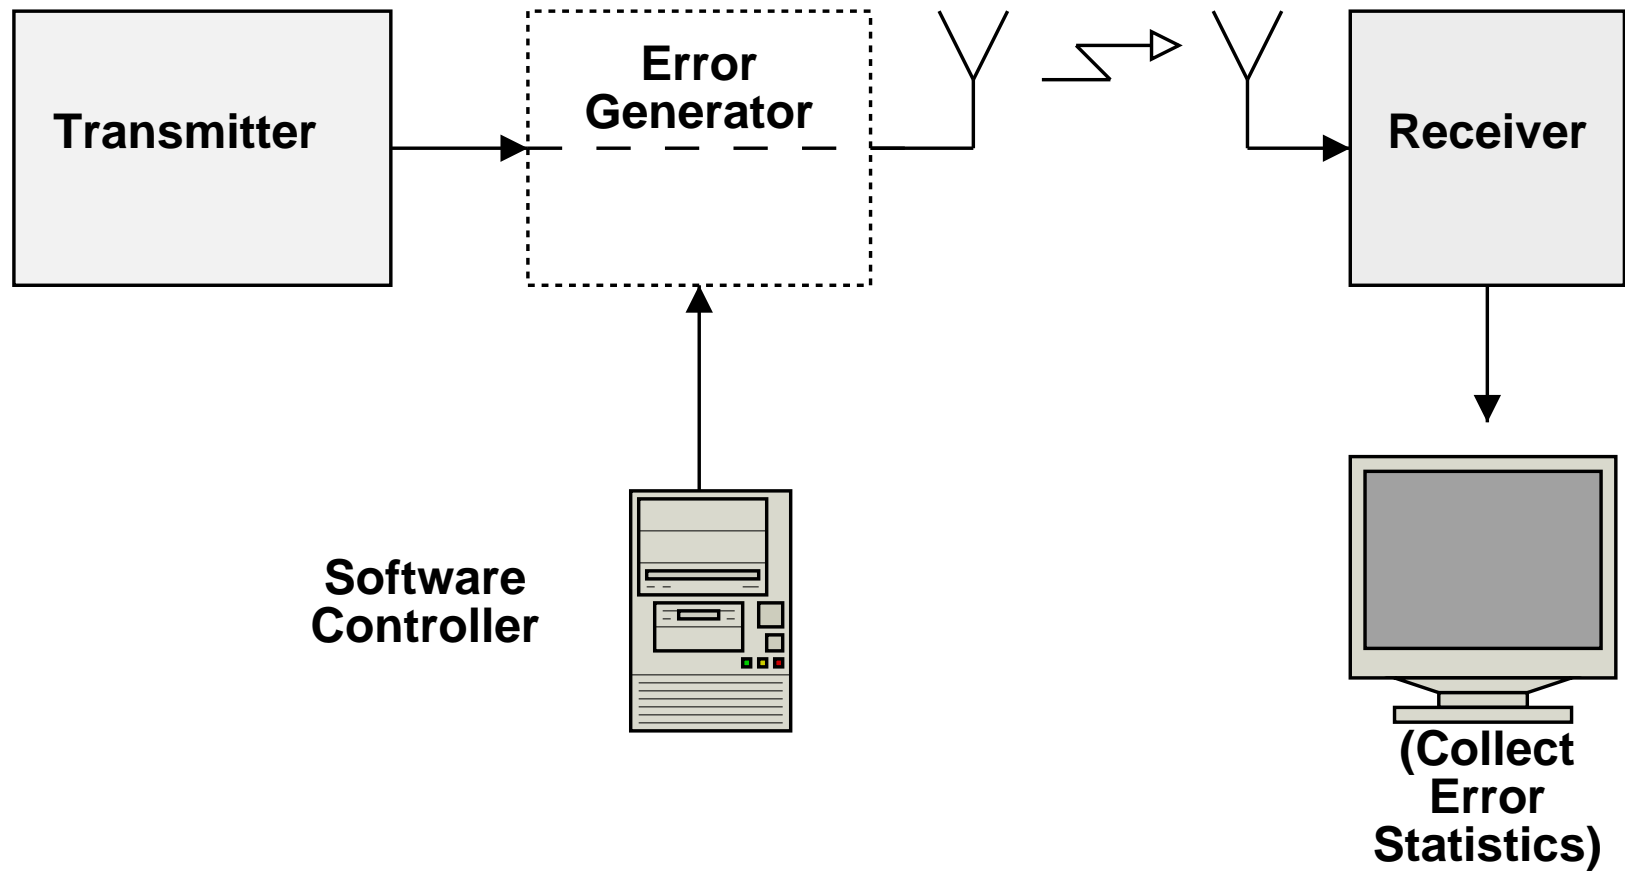 Transmitter
Error
Generator
Receiver
Software
Controller
(Collect
Error
Statistics)